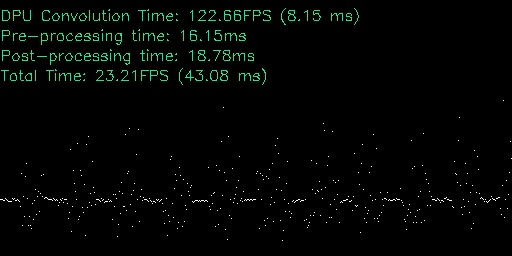 DPU Convolution Time: 122.66FPS (8.15 ms)
Pre-processing time: 16.15ms
Post-processing time: 18.78ms
Total Time: 23.21FPS (43.08 ms)